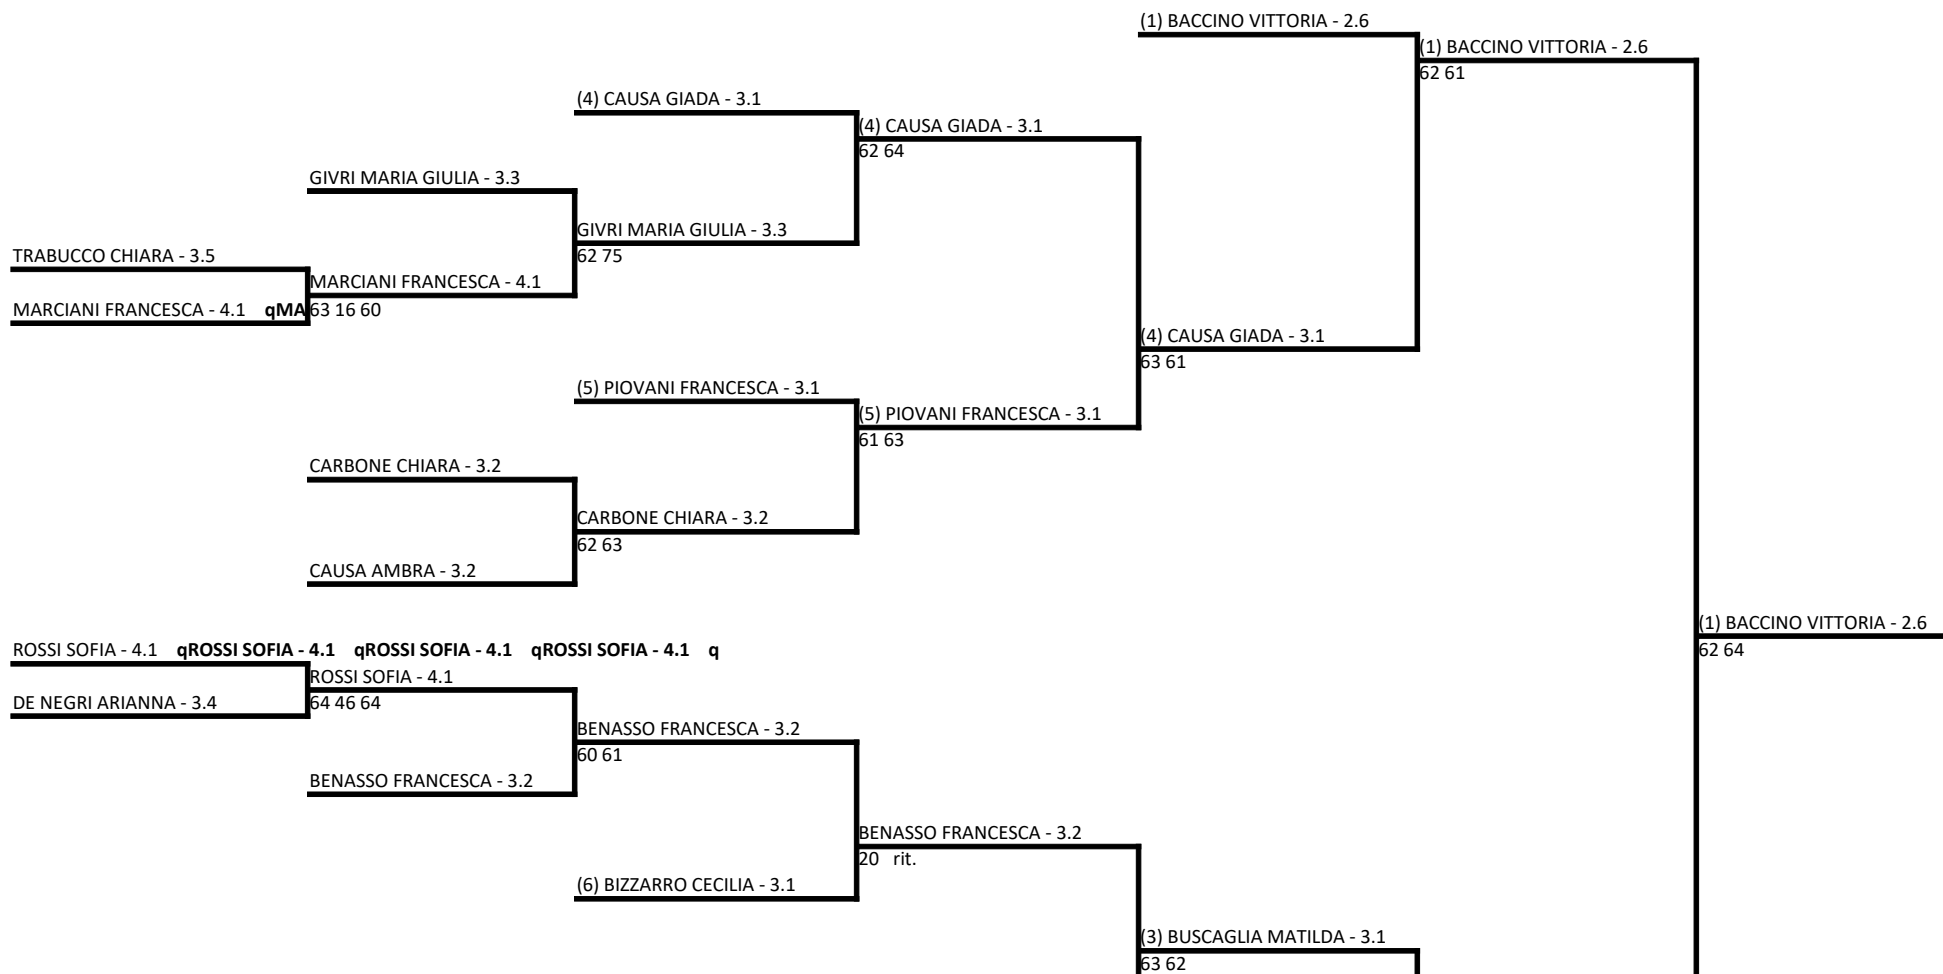 (1) BACCINO VITTORIA - 2.6
(1) BACCINO VITTORIA - 2.6
62 61
(4) CAUSA GIADA - 3.1
(4) CAUSA GIADA - 3.1
62 64
GIVRI MARIA GIULIA - 3.3
GIVRI MARIA GIULIA - 3.3
62 75
TRABUCCO CHIARA - 3.5
MARCIANI FRANCESCA - 4.1
MARCIANI FRANCESCA - 4.1 qMA
63 16 60
(4) CAUSA GIADA - 3.1
63 61
(5) PIOVANI FRANCESCA - 3.1
(5) PIOVANI FRANCESCA - 3.1
61 63
CARBONE CHIARA - 3.2
CARBONE CHIARA - 3.2
62 63
CAUSA AMBRA - 3.2
(1) BACCINO VITTORIA - 2.6
62 64
ROSSI SOFIA - 4.1 qROSSI SOFIA - 4.1 qROSSI SOFIA - 4.1 qROSSI SOFIA - 4.1 q
ROSSI SOFIA - 4.1
DE NEGRI ARIANNA - 3.4
64 46 64
BENASSO FRANCESCA - 3.2
60 61
BENASSO FRANCESCA - 3.2
BENASSO FRANCESCA - 3.2
20 rit.
(6) BIZZARRO CECILIA - 3.1
(3) BUSCAGLIA MATILDA - 3.1
63 62